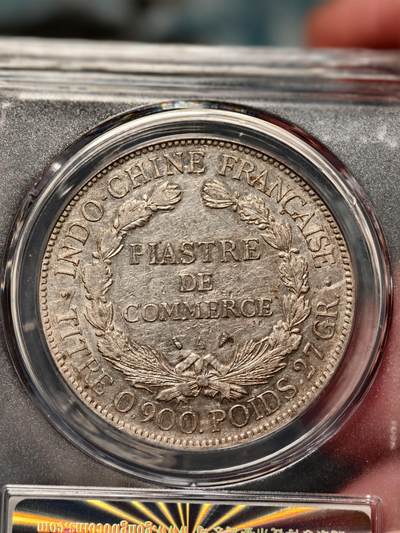 INDO-CHINE FRANÇAISE
PIASTRE
DE
COMMERCE
A
TITRE 0,900. POIDS. 27 GR.